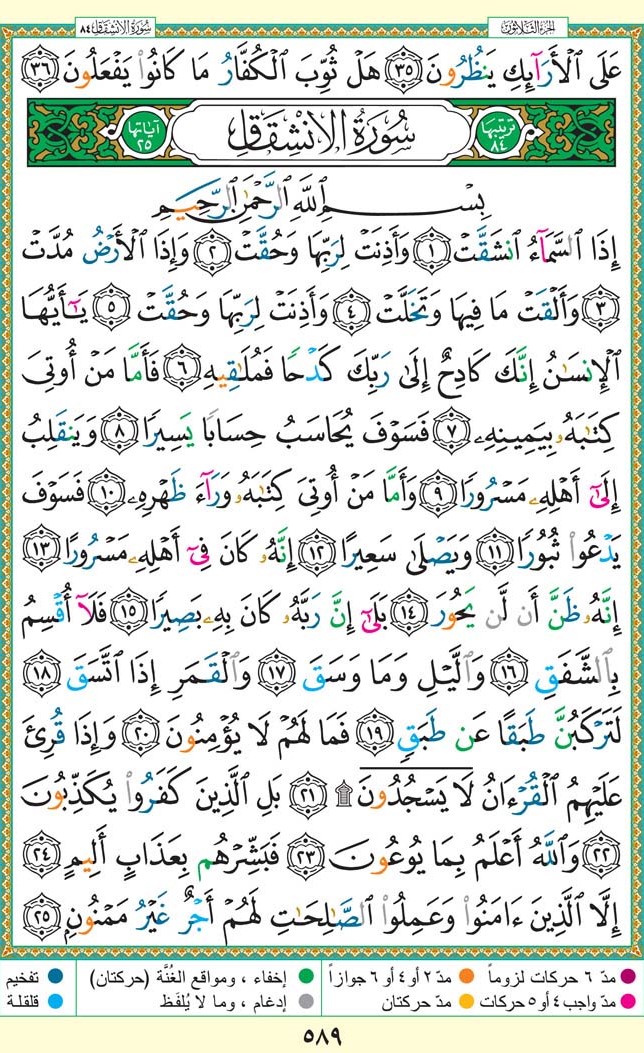 الجزء الثلاثون سورة الانشقاق ٨٤
عَلَى ٱلْأَرَآئِكِ يَنظُرُونَ ٣٥ هَلْ ثُوِّبَ ٱلْكُفَّارُ مَا كَانُوا۟ يَفْعَلُونَ ٣٦
ترتيبها ٨٤ سُورَةُ الانشِقَاقِ آياتها ٢٥
بِسْمِ ٱللَّهِ ٱلرَّحْمَٰنِ ٱلرَّحِيمِ
إِذَا ٱلسَّمَآءُ ٱنشَقَّتْ ١ وَأَذِنَتْ لِرَبِّهَا وَحُقَّتْ ٢ وَإِذَا ٱلْأَرْضُ مُدَّتْ
٣ وَأَلْقَتْ مَا فِيهَا وَتَخَلَّتْ ٤ وَأَذِنَتْ لِرَبِّهَا وَحُقَّتْ ٥ يَٰٓأَيُّهَا
ٱلْإِنسَٰنُ إِنَّكَ كَادِحٌ إِلَىٰ رَبِّكَ كَدْحًا فَمُلَٰقِيهِ ٦ فَأَمَّا مَنْ أُوتِىَ
كِتَٰبَهُۥ بِيَمِينِهِۦ ٧ فَسَوْفَ يُحَاسَبُ حِسَابًا يَسِيرًا ٨ وَيَنقَلِبُ
إِلَىٰٓ أَهْلِهِۦ مَسْرُورًا ٩ وَأَمَّا مَنْ أُوتِىَ كِتَٰبَهُۥ وَرَآءَ ظَهْرِهِۦ ١٠ فَسَوْفَ
يَدْعُوا۟ ثُبُورًا ١١ وَيَصْلَىٰ سَعِيرًا ١٢ إِنَّهُۥ كَانَ فِىٓ أَهْلِهِۦ مَسْرُورًا ١٣
إِنَّهُۥ ظَنَّ أَن لَّن يَحُورَ ١٤ بَلَىٰٓ إِنَّ رَبَّهُۥ كَانَ بِهِۦ بَصِيرًا ١٥ فَلَآ أُقْسِمُ
بِٱلشَّفَقِ ١٦ وَٱلَّيْلِ وَمَا وَسَقَ ١٧ وَٱلْقَمَرِ إِذَا ٱتَّسَقَ ١٨
لَتَرْكَبُنَّ طَبَقًا عَن طَبَقٍ ١٩ فَمَا لَهُمْ لَا يُؤْمِنُونَ ٢٠ وَإِذَا قُرِئَ
عَلَيْهِمُ ٱلْقُرْءَانُ لَا يَسْجُدُونَ ۩ ٢١ بَلِ ٱلَّذِينَ كَفَرُوا۟ يُكَذِّبُونَ
٢٢ وَٱللَّهُ أَعْلَمُ بِمَا يُوعُونَ ٢٣ فَبَشِّرْهُم بِعَذَابٍ أَلِيمٍ ٢٤
إِلَّا ٱلَّذِينَ ءَامَنُوا۟ وَعَمِلُوا۟ ٱلصَّٰلِحَٰتِ لَهُمْ أَجْرٌ غَيْرُ مَمْنُونٍۭ ٢٥
مدّ ٦ حركات لزوماً مدّ ٢ أو ٤ أو ٦ جوازاً إخفاء ، ومواقع الغُنَّة (حركتان) تفخيم
مدّ واجب ٤ أو ٥ حركات مدّ حركتان إدغام ، وما لا يُلفَظ قلقلة
٥٨٩